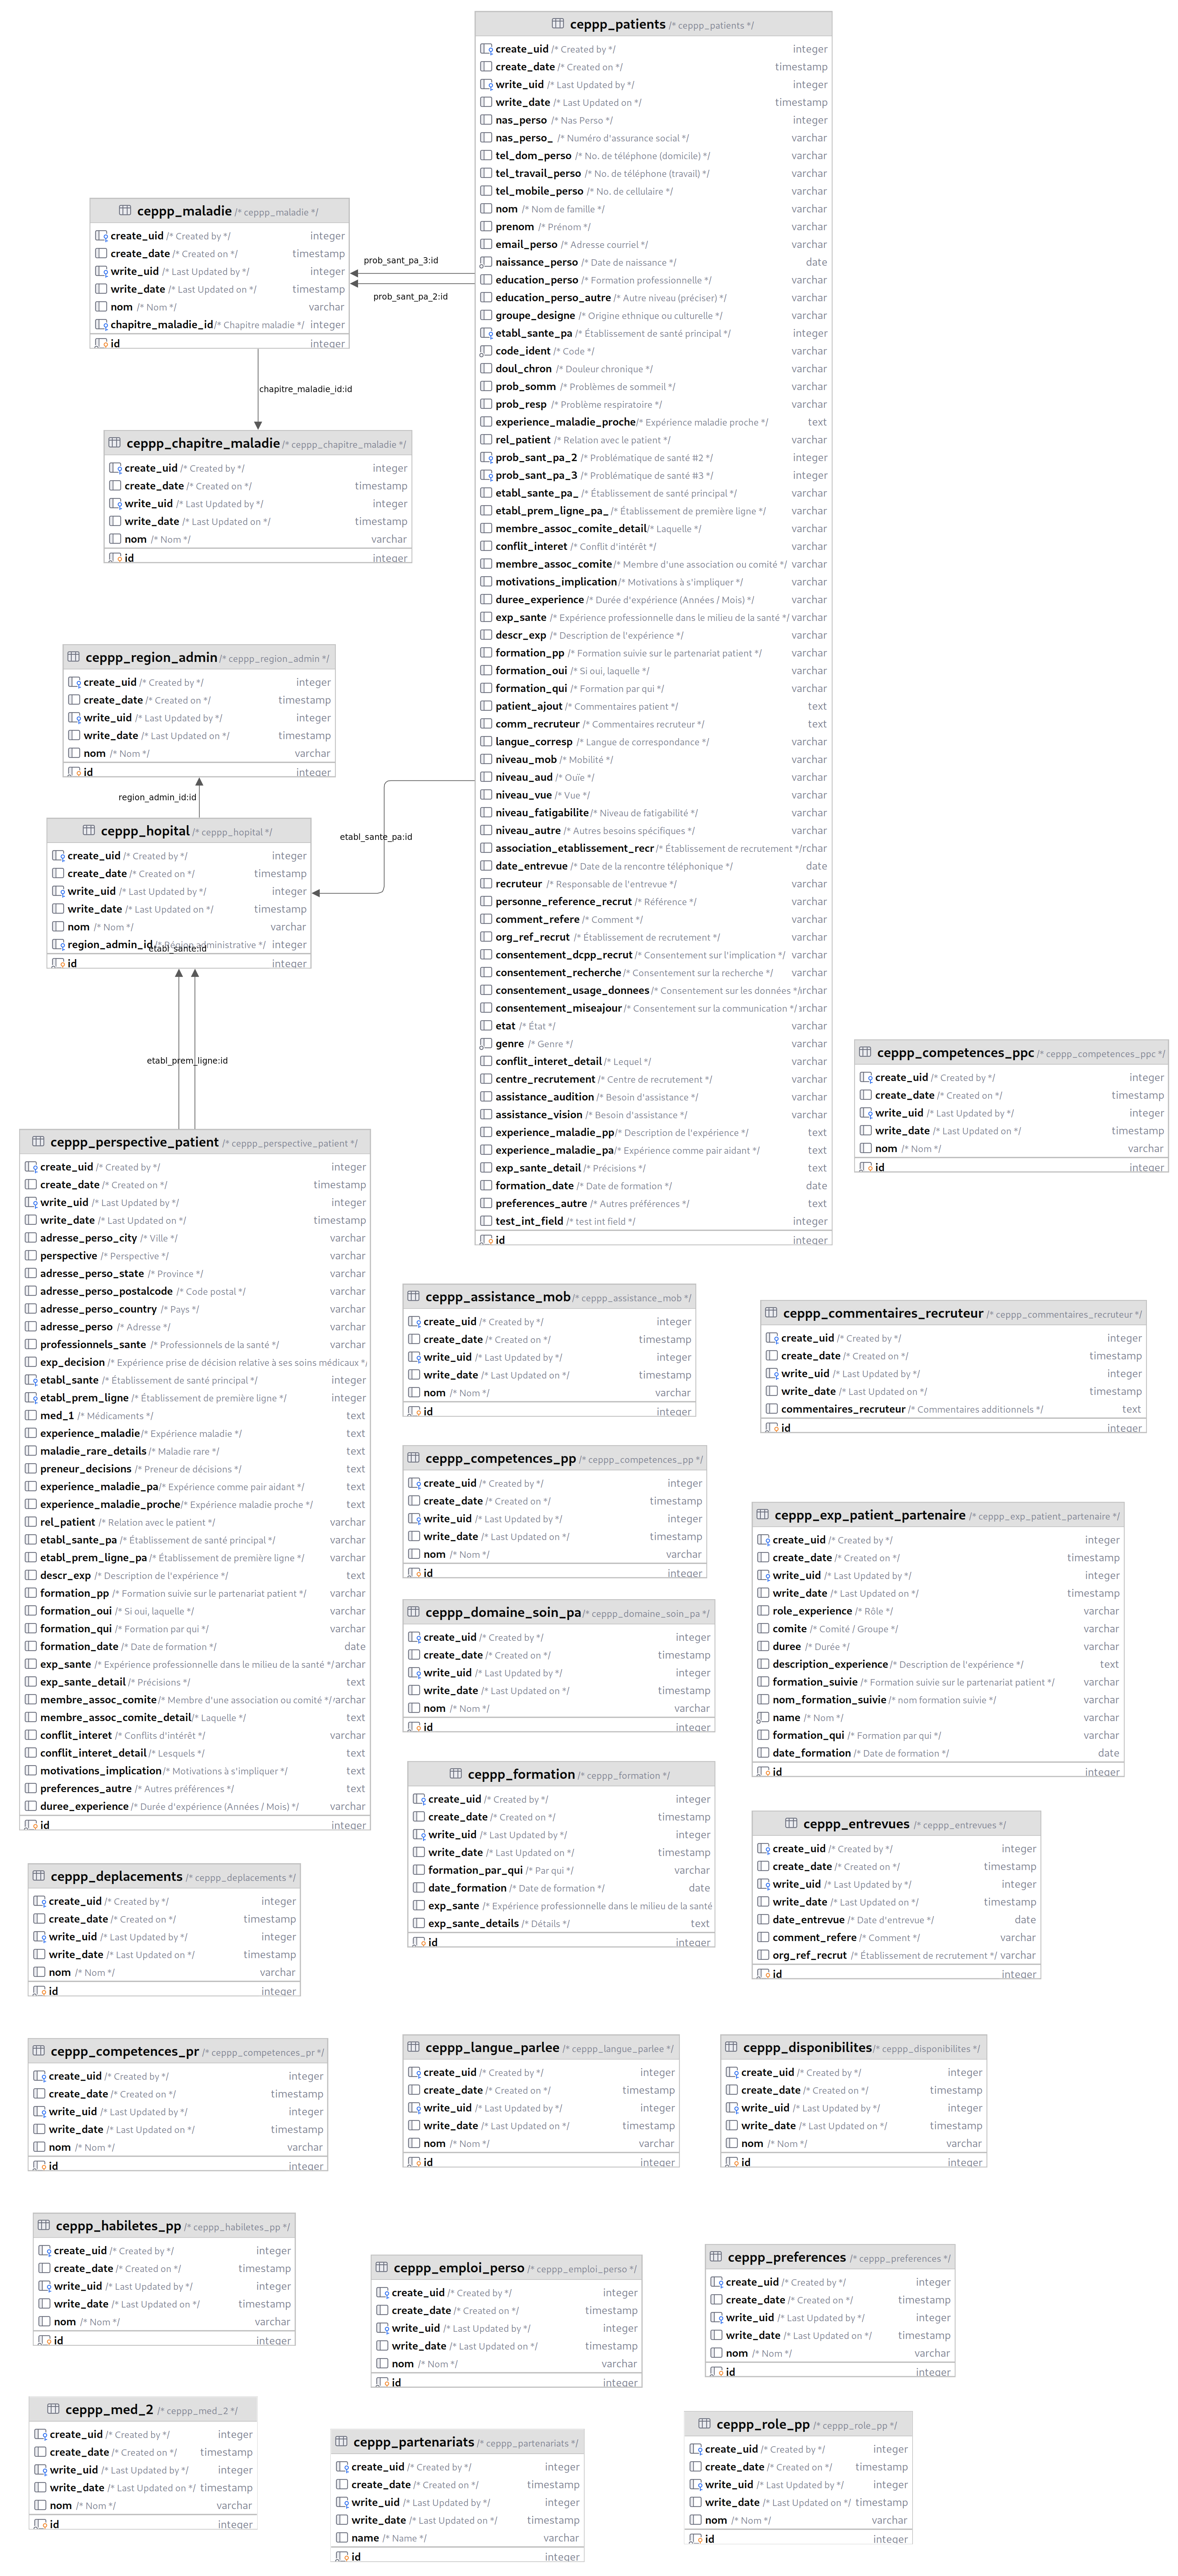 ceppp_patients /* ceppp_patients */
create_uid /* Created by */ integer
create_date /* Created on */ timestamp
write_uid /* Last Updated by */ integer
write_date /* Last Updated on */ timestamp
nas_perso /* Nas Perso */ integer
nas_perso_ /* Numéro d'assurance social */ varchar
tel_dom_perso /* No. de téléphone (domicile) */ varchar
tel_travail_perso /* No. de téléphone (travail) */ varchar
tel_mobile_perso /* No. de cellulaire */ varchar
nom /* Nom de famille */ varchar
prenom /* Prénom */ varchar
email_perso /* Adresse courriel */ varchar
naissance_perso /* Date de naissance */ date
education_perso /* Formation professionnelle */ varchar
education_perso_autre /* Autre niveau (préciser) */ varchar
groupe_designe /* Origine ethnique ou culturelle */ varchar
etabl_sante_pa /* Établissement de santé principal */ integer
code_ident /* Code */ varchar
doul_chron /* Douleur chronique */ varchar
prob_somm /* Problèmes de sommeil */ varchar
prob_resp /* Problème respiratoire */ varchar
experience_maladie_proche /* Expérience maladie proche */ text
rel_patient /* Relation avec le patient */ varchar
prob_sant_pa_2 /* Problématique de santé #2 */ integer
prob_sant_pa_3 /* Problématique de santé #3 */ integer
etabl_sante_pa_ /* Établissement de santé principal */ varchar
etabl_prem_ligne_pa_ /* Établissement de première ligne */ varchar
membre_assoc_comite_detail /* Laquelle */ varchar
conflit_interet /* Conflit d'intérêt */ varchar
membre_assoc_comite /* Membre d'une association ou comité */ varchar
motivations_implication /* Motivations à s'impliquer */ varchar
duree_experience /* Durée d'expérience (Années / Mois) */ varchar
exp_sante /* Expérience professionnelle dans le milieu de la santé */ varchar
descr_exp /* Description de l'expérience */ varchar
formation_pp /* Formation suivie sur le partenariat patient */ varchar
formation_oui /* Si oui, laquelle */ varchar
formation_qui /* Formation par qui */ varchar
patient_ajout /* Commentaires patient */ text
comm_recruteur /* Commentaires recruteur */ text
langue_corresp /* Langue de correspondance */ varchar
niveau_mob /* Mobilité */ varchar
niveau_aud /* Ouïe */ varchar
niveau_vue /* Vue */ varchar
niveau_fatigabilite /* Niveau de fatigabilité */ varchar
niveau_autre /* Autres besoins spécifiques */ varchar
association_etablissement_recr /* Établissement de recrutement */ rchar
date_entrevue /* Date de la rencontre téléphonique */ date
recruteur /* Responsable de l'entrevue */ varchar
personne_reference_recrut /* Référence */ varchar
comment_refere /* Comment */ varchar
org_ref_recrut /* Établissement de recrutement */ varchar
consentement_dcpp_recrut /* Consentement sur l'implication */ varchar
consentement_recherche /* Consentement sur la recherche */ varchar
consentement_usage_donnees /* Consentement sur les données */ rchar
consentement_miseajour /* Consentement sur la communication */ rchar
etat /* État */ varchar
genre /* Genre */ varchar
conflit_interet_detail /* Lequel */ varchar
centre_recrutement /* Centre de recrutement */ varchar
assistance_audition /* Besoin d'assistance */ varchar
assistance_vision /* Besoin d'assistance */ varchar
experience_maladie_pp /* Description de l'expérience */ text
experience_maladie_pa /* Expérience comme pair aidant */ text
exp_sante_detail /* Précisions */ text
formation_date /* Date de formation */ date
preferences_autre /* Autres préférences */ text
test_int_field /* test int field */ integer
id integer
ceppp_maladie /* ceppp_maladie */
create_uid /* Created by */ integer
create_date /* Created on */ timestamp
write_uid /* Last Updated by */ integer
write_date /* Last Updated on */ timestamp
nom /* Nom */ varchar
chapitre_maladie_id /* Chapitre maladie */ integer
id integer
prob_sant_pa_3:id
prob_sant_pa_2:id
chapitre_maladie_id:id
ceppp_chapitre_maladie /* ceppp_chapitre_maladie */
create_uid /* Created by */ integer
create_date /* Created on */ timestamp
write_uid /* Last Updated by */ integer
write_date /* Last Updated on */ timestamp
nom /* Nom */ varchar
id integer
ceppp_region_admin /* ceppp_region_admin */
create_uid /* Created by */ integer
create_date /* Created on */ timestamp
write_uid /* Last Updated by */ integer
write_date /* Last Updated on */ timestamp
nom /* Nom */ varchar
id integer
region_admin_id:id
ceppp_hopital /* ceppp_hopital */
create_uid /* Created by */ integer
create_date /* Created on */ timestamp
write_uid /* Last Updated by */ integer
write_date /* Last Updated on */ timestamp
nom /* Nom */ varchar
region_admin_id /* Région administrative */ integer
id integer
etabl_sante_pa:id
etabl_sante:id
etabl_prem_ligne:id
ceppp_competences_ppc /* ceppp_competences_ppc */
create_uid /* Created by */ integer
create_date /* Created on */ timestamp
write_uid /* Last Updated by */ integer
write_date /* Last Updated on */ timestamp
nom /* Nom */ varchar
id integer
ceppp_perspective_patient /* ceppp_perspective_patient */
create_uid /* Created by */ integer
create_date /* Created on */ timestamp
write_uid /* Last Updated by */ integer
write_date /* Last Updated on */ timestamp
adresse_perso_city /* Ville */ varchar
perspective /* Perspective */ varchar
adresse_perso_state /* Province */ varchar
adresse_perso_postalcode /* Code postal */ varchar
adresse_perso_country /* Pays */ varchar
adresse_perso /* Adresse */ varchar
professionnels_sante /* Professionnels de la santé */ varchar
exp_decision /* Expérience prise de décision relative à ses soins médicaux */
etabl_sante /* Établissement de santé principal */ integer
etabl_prem_ligne /* Établissement de première ligne */ integer
med_1 /* Médicaments */ text
experience_maladie /* Expérience maladie */ text
maladie_rare_details /* Maladie rare */ text
preneur_decisions /* Preneur de décisions */ text
experience_maladie_pa /* Expérience comme pair aidant */ text
experience_maladie_proche /* Expérience maladie proche */ text
rel_patient /* Relation avec le patient */ varchar
etabl_sante_pa /* Établissement de santé principal */ varchar
etabl_prem_ligne_pa /* Établissement de première ligne */ varchar
descr_exp /* Description de l'expérience */ text
formation_pp /* Formation suivie sur le partenariat patient */ varchar
formation_oui /* Si oui, laquelle */ varchar
formation_qui /* Formation par qui */ varchar
formation_date /* Date de formation */ date
exp_sante /* Expérience professionnelle dans le milieu de la santé */ archar
exp_sante_detail /* Précisions */ text
membre_assoc_comite /* Membre d'une association ou comité */ archar
membre_assoc_comite_detail /* Laquelle */ text
conflit_interet /* Conflits d'intérêt */ varchar
conflit_interet_detail /* Lesquels */ text
motivations_implication /* Motivations à s'impliquer */ text
preferences_autre /* Autres préférences */ text
duree_experience /* Durée d'expérience (Années / Mois) */ varchar
id integer
ceppp_assistance_mob /* ceppp_assistance_mob */
create_uid /* Created by */ integer
create_date /* Created on */ timestamp
write_uid /* Last Updated by */ integer
write_date /* Last Updated on */ timestamp
nom /* Nom */ varchar
id integer
ceppp_commentaires_recruteur /* ceppp_commentaires_recruteur */
create_uid /* Created by */ integer
create_date /* Created on */ timestamp
write_uid /* Last Updated by */ integer
write_date /* Last Updated on */ timestamp
commentaires_recruteur /* Commentaires additionnels */ text
id integer
ceppp_competences_pp /* ceppp_competences_pp */
create_uid /* Created by */ integer
create_date /* Created on */ timestamp
write_uid /* Last Updated by */ integer
write_date /* Last Updated on */ timestamp
nom /* Nom */ varchar
id integer
ceppp_exp_patient_partenaire /* ceppp_exp_patient_partenaire */
create_uid /* Created by */ integer
create_date /* Created on */ timestamp
write_uid /* Last Updated by */ integer
write_date /* Last Updated on */ timestamp
role_experience /* Rôle */ varchar
comite /* Comité / Groupe */ varchar
duree /* Durée */ varchar
description_experience /* Description de l'expérience */ text
formation_suivie /* Formation suivie sur le partenariat patient */ varchar
nom_formation_suivie /* nom formation suivie */ varchar
name /* Nom */ varchar
formation_qui /* Formation par qui */ varchar
date_formation /* Date de formation */ date
id integer
ceppp_domaine_soin_pa /* ceppp_domaine_soin_pa */
create_uid /* Created by */ integer
create_date /* Created on */ timestamp
write_uid /* Last Updated by */ integer
write_date /* Last Updated on */ timestamp
nom /* Nom */ varchar
id integer
ceppp_formation /* ceppp_formation */
create_uid /* Created by */ integer
create_date /* Created on */ timestamp
write_uid /* Last Updated by */ integer
write_date /* Last Updated on */ timestamp
formation_par_qui /* Par qui */ varchar
date_formation /* Date de formation */ date
exp_sante /* Expérience professionnelle dans le milieu de la santé
exp_sante_details /* Détails */ text
id integer
ceppp_entrevues /* ceppp_entrevues */
create_uid /* Created by */ integer
create_date /* Created on */ timestamp
write_uid /* Last Updated by */ integer
write_date /* Last Updated on */ timestamp
date_entrevue /* Date d'entrevue */ date
comment_refere /* Comment */ varchar
org_ref_recrut /* Établissement de recrutement */ varchar
id integer
ceppp_deplacements /* ceppp_deplacements */
create_uid /* Created by */ integer
create_date /* Created on */ timestamp
write_uid /* Last Updated by */ integer
write_date /* Last Updated on */ timestamp
nom /* Nom */ varchar
id integer
ceppp_competences_pr /* ceppp_competences_pr */
create_uid /* Created by */ integer
create_date /* Created on */ timestamp
write_uid /* Last Updated by */ integer
write_date /* Last Updated on */ timestamp
nom /* Nom */ varchar
id integer
ceppp_langue_parlee /* ceppp_langue_parlee */
create_uid /* Created by */ integer
create_date /* Created on */ timestamp
write_uid /* Last Updated by */ integer
write_date /* Last Updated on */ timestamp
nom /* Nom */ varchar
id integer
ceppp_disponibilites /* ceppp_disponibilites */
create_uid /* Created by */ integer
create_date /* Created on */ timestamp
write_uid /* Last Updated by */ integer
write_date /* Last Updated on */ timestamp
nom /* Nom */ varchar
id integer
ceppp_habiletes_pp /* ceppp_habiletes_pp */
create_uid /* Created by */ integer
create_date /* Created on */ timestamp
write_uid /* Last Updated by */ integer
write_date /* Last Updated on */ timestamp
nom /* Nom */ varchar
id integer
ceppp_emploi_perso /* ceppp_emploi_perso */
create_uid /* Created by */ integer
create_date /* Created on */ timestamp
write_uid /* Last Updated by */ integer
write_date /* Last Updated on */ timestamp
nom /* Nom */ varchar
id integer
ceppp_preferences /* ceppp_preferences */
create_uid /* Created by */ integer
create_date /* Created on */ timestamp
write_uid /* Last Updated by */ integer
write_date /* Last Updated on */ timestamp
nom /* Nom */ varchar
id integer
ceppp_med_2 /* ceppp_med_2 */
create_uid /* Created by */ integer
create_date /* Created on */ timestamp
write_uid /* Last Updated by */ integer
write_date /* Last Updated on */ timestamp
nom /* Nom */ varchar
id integer
ceppp_partenariats /* ceppp_partenariats */
create_uid /* Created by */ integer
create_date /* Created on */ timestamp
write_uid /* Last Updated by */ integer
write_date /* Last Updated on */ timestamp
name /* Name */ varchar
id integer
ceppp_role_pp /* ceppp_role_pp */
create_uid /* Created by */ integer
create_date /* Created on */ timestamp
write_uid /* Last Updated by */ integer
write_date /* Last Updated on */ timestamp
nom /* Nom */ varchar
id integer